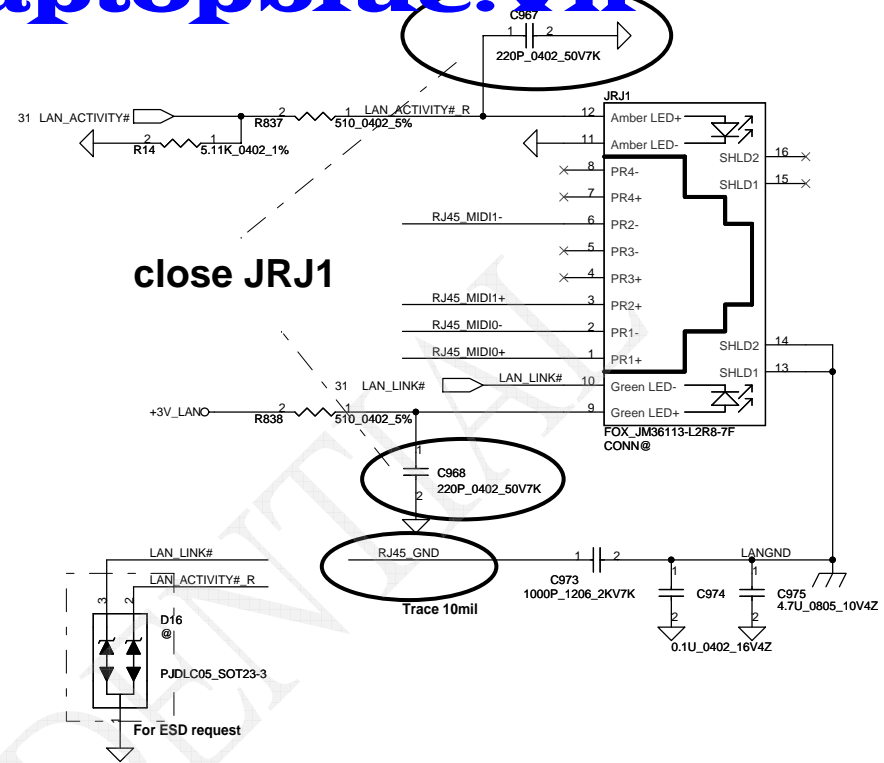 laptopblue.vn
C967
1 2
220P_0402_50V7K
JRJ1
31 LAN_ACTIVITY#
2 1 LAN_ACTIVITY#_R
R837 510_0402_5%
2 1
R14 5.11K_0402_1%
12 Amber LED+
11 Amber LED-
8 PR4-
7 PR4+
RJ45_MIDI1- 6 PR2-
5 PR3-
4 PR3+
RJ45_MIDI1+ 3 PR2+
RJ45_MIDI0- 2 PR1-
RJ45_MIDI0+ 1 PR1+
SHLD2 16
SHLD1 15
SHLD2 14
SHLD1 13
close JRJ1
31 LAN_LINK# LAN_LINK# 10 Green LED-
+3V_LAN 2 1 9 Green LED+
R838 510_0402_5%
FOX_JM36113-L2R8-7F
CONN@
1
C968
220P_0402_50V7K
2
LAN_LINK#
LAN_ACTIVITY#_R
RJ45_GND
Trace 10mil
1 2
C973
1000P_1206_2KV7K
LANGND
1 1
C974 C975
4.7U_0805_10V4Z
2 2
0.1U_0402_16V4Z
3 2
D16
@
PJDLC05_SOT23-3
1
For ESD request
DENTIAL